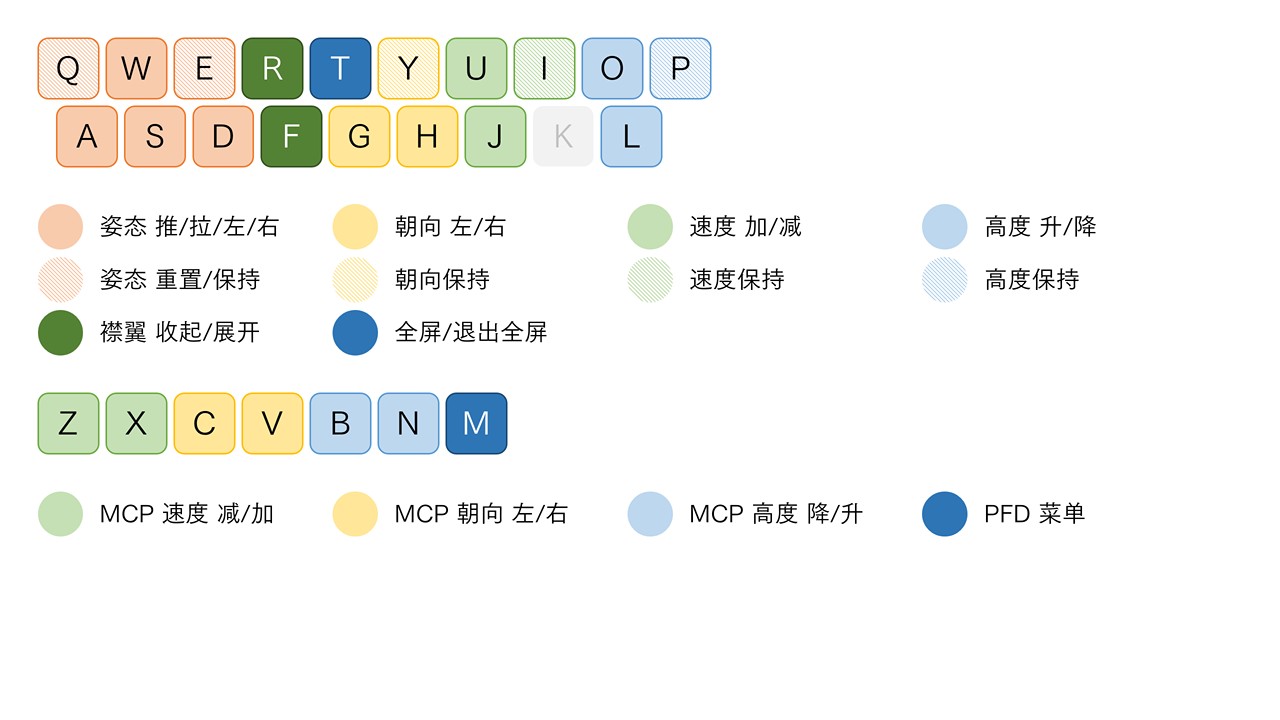 Q W E R T Y U I O P
A S D F G H J K L
姿态 推/拉/左/右 朝向 左/右 速度 加/减 高度 升/降
姿态 重置/保持 朝向保持 速度保持 高度保持
襟翼 收起/展开 全屏/退出全屏
Z X C V B N M
MCP 速度 减/加 MCP 朝向 左/右 MCP 高度 降/升 PFD 菜单